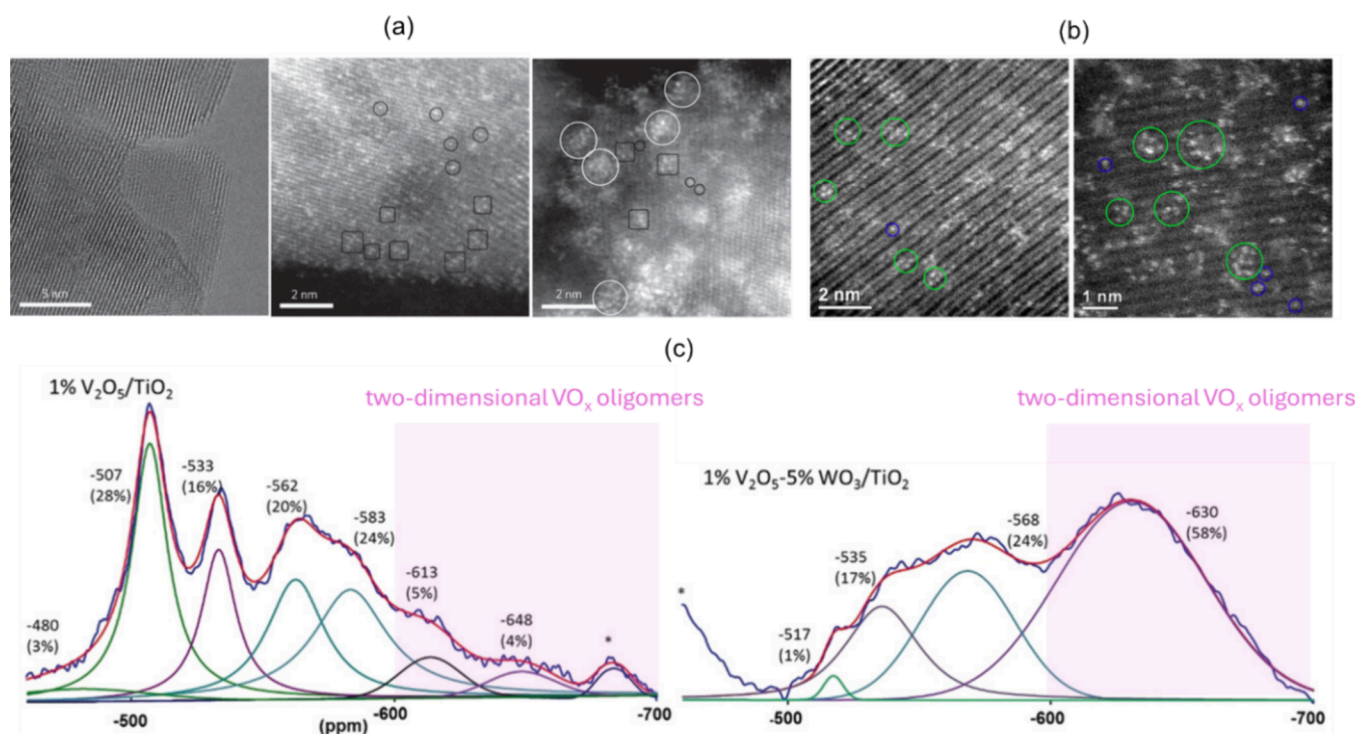 (a)
(b)
5 nm
2 nm
2 nm
2 nm
1 nm
(c)
1% V₂O₅/TiO₂
two-dimensional VOₓ oligomers
-480
(3%)
-507
(28%)
-533
(16%)
-562
(20%)
-583
(24%)
-613
(5%)
-648
(4%)
*
-500
(ppm)
-600
-700
two-dimensional VOₓ oligomers
1% V₂O₅-5% WO₃/TiO₂
*
-517
(1%)
-535
(17%)
-568
(24%)
-630
(58%)
-500
-600
-700